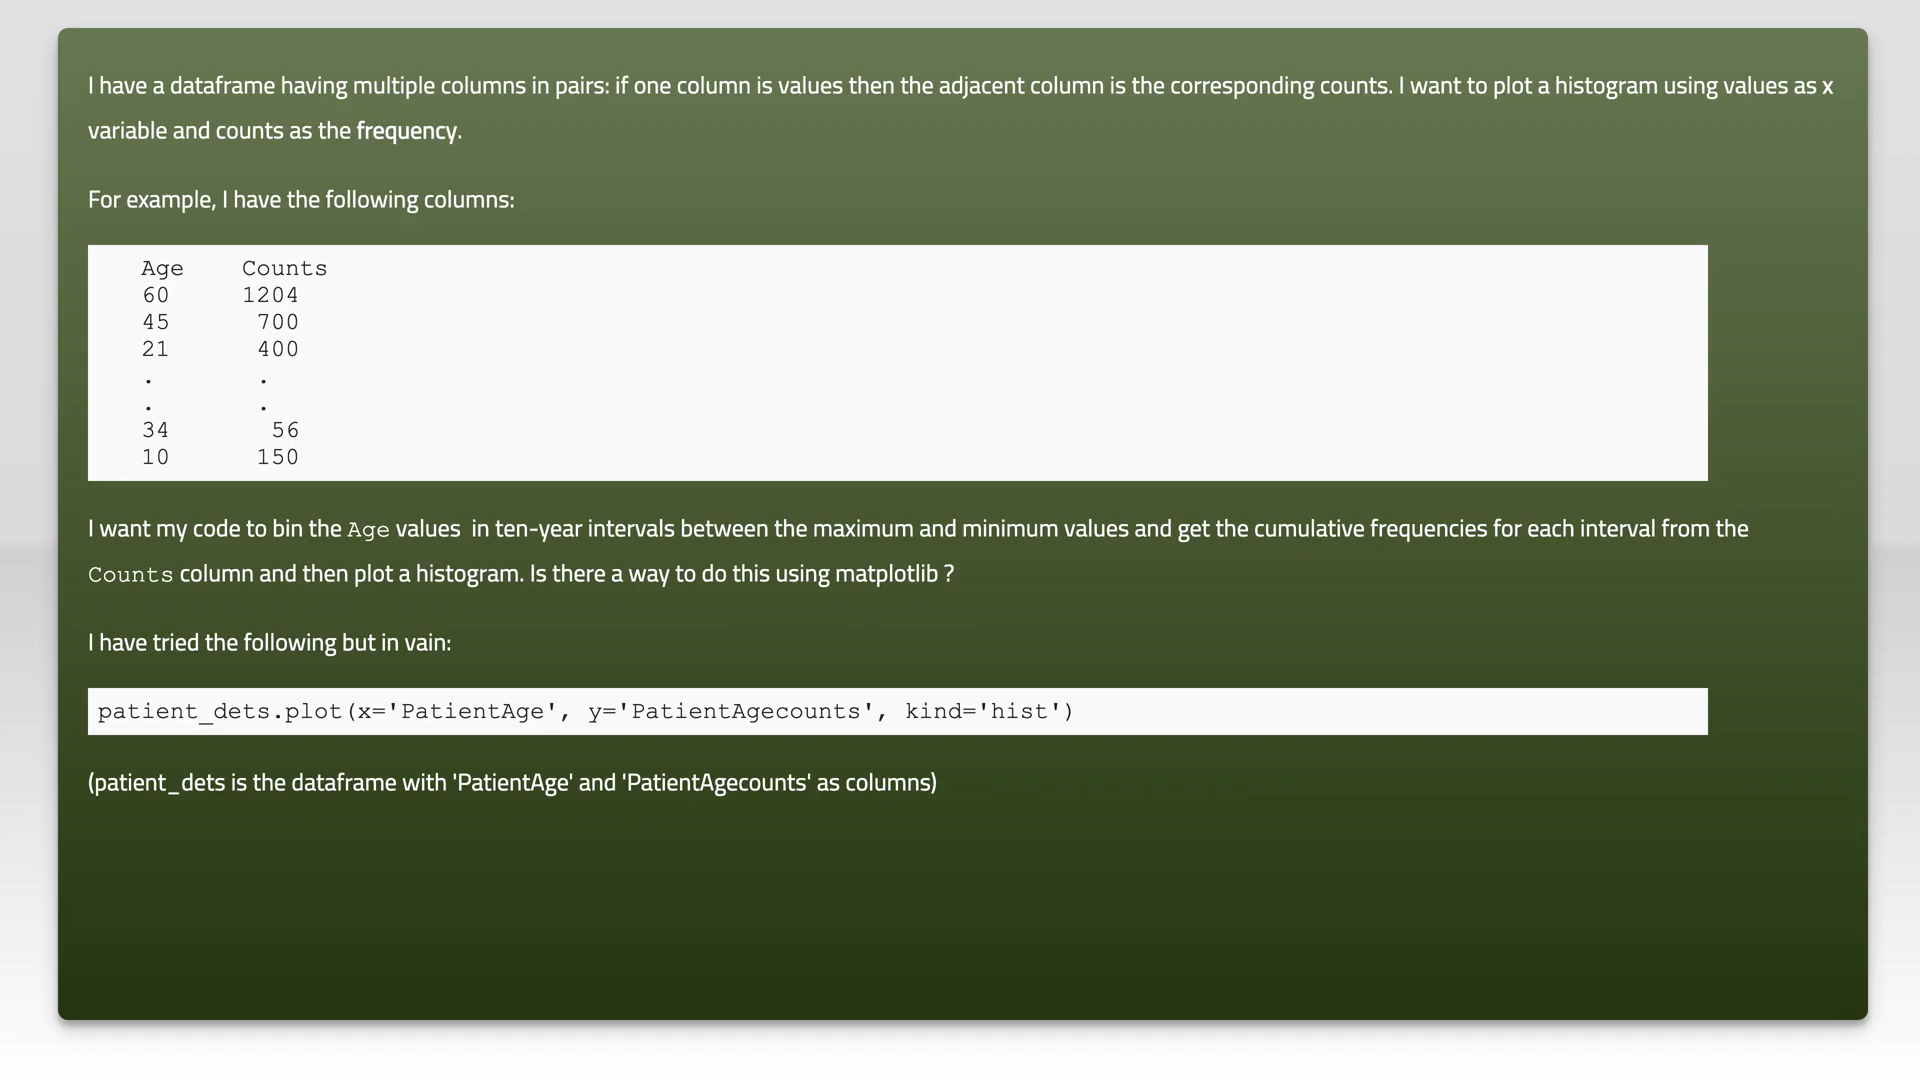 I have a dataframe having multiple columns in pairs: if one column is values then the adjacent column is the corresponding counts. I want to plot a histogram using values as x
variable and counts as the frequency.
For example, I have the following columns:
Age Counts
60 1204
45 700
21 400
. .
. .
34 56
10 150
I want my code to bin the Age values in ten-year intervals between the maximum and minimum values and get the cumulative frequencies for each interval from the
Counts column and then plot a histogram. Is there a way to do this using matplotlib ?
I have tried the following but in vain:
patient_dets.plot(x='PatientAge', y='PatientAgecounts', kind='hist')
(patient_dets is the dataframe with 'PatientAge' and 'PatientAgecounts' as columns)